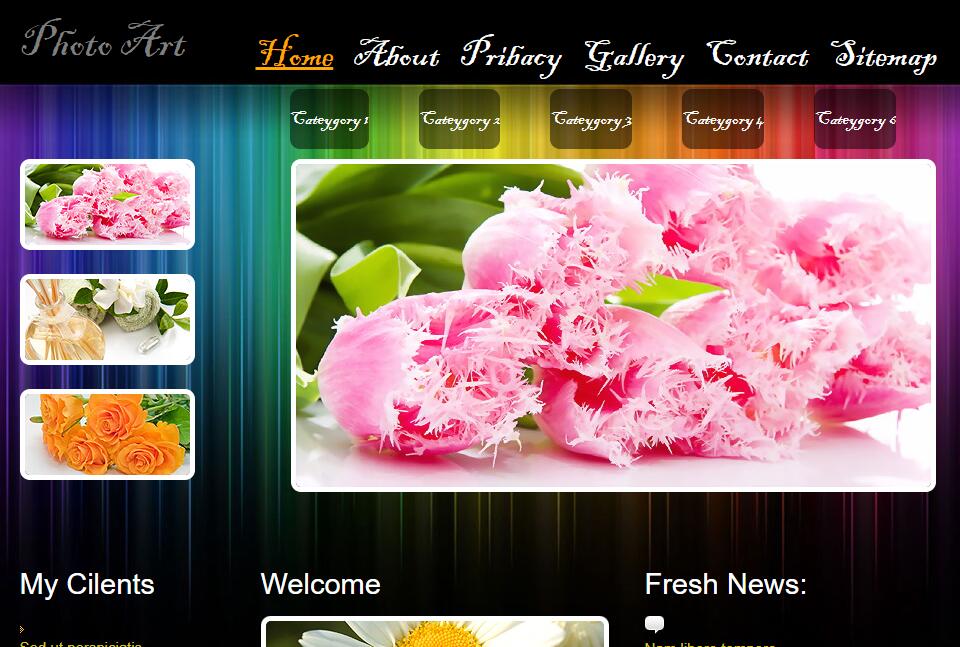 Photo Art
Home About Pribacy Gallery Contact Sitemap
Cateygory 1 Cateygory 2 Cateygory 3 Cateygory 4 Cateygory 6
My Cilents
Welcome
Fresh News:
Sed ut perspiciatis
Nam libero tempore